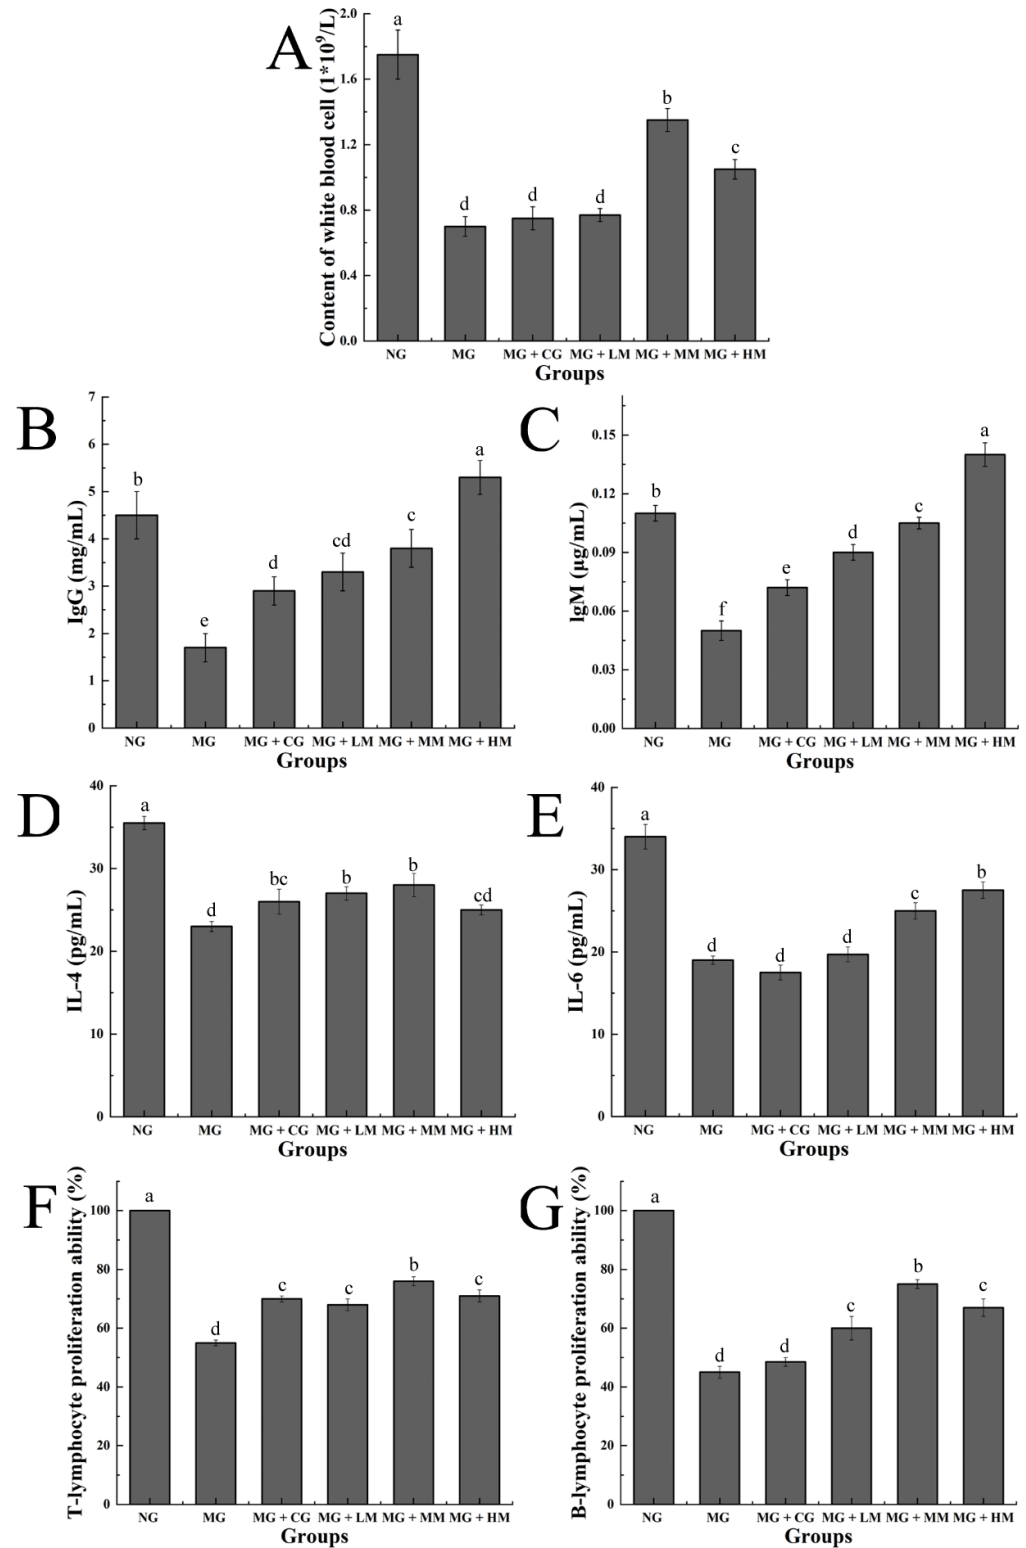 A
Content of white blood cell (1*10⁹/L)
2.0
1.6
1.2
0.8
0.4
0.0
a
d
d
d
b
c
NG MG MG + CG MG + LM MG + MM MG + HM
Groups
B
IgG (mg/mL)
7
6
5
4
3
2
1
0
b
e
d
cd
c
a
NG MG MG + CG MG + LM MG + MM MG + HM
Groups
C
lgM (μg/mL)
0.15
0.12
0.09
0.06
0.03
0.00
b
f
e
d
c
a
NG MG MG + CG MG + LM MG + MM MG + HM
Groups
D
IL-4 (pg/mL)
40
30
20
10
0
a
d
bc
b
b
cd
NG MG MG + CG MG + LM MG + MM MG + HM
Groups
E
IL-6 (pg/mL)
40
30
20
10
0
a
d
d
d
c
b
NG MG MG + CG MG + LM MG + MM MG + HM
Groups
F
T-lymphocyte proliferation ability (%)
100
80
60
40
20
0
a
d
c
c
b
c
NG MG MG + CG MG + LM MG + MM MG + HM
Groups
G
B-lymphocyte proliferation ability (%)
100
80
60
40
20
0
a
d
d
c
b
c
NG MG MG + CG MG + LM MG + MM MG + HM
Groups